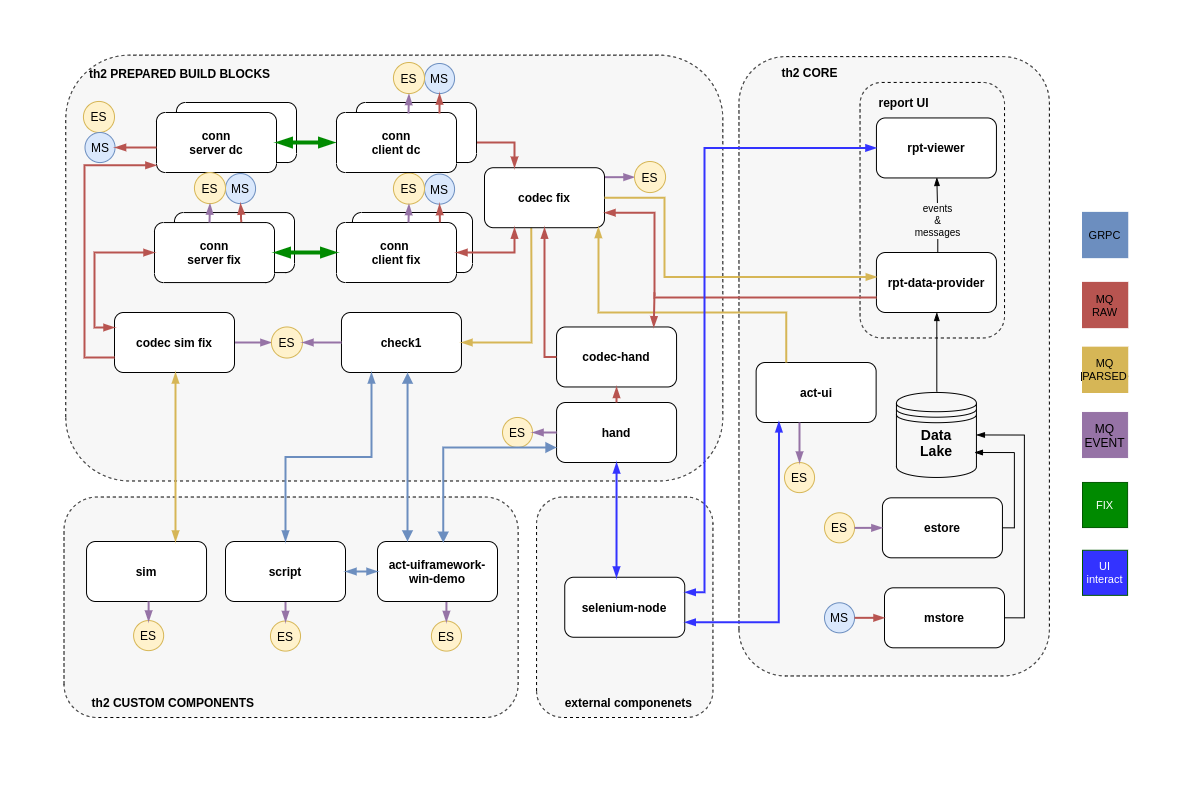 th2 PREPARED BUILD BLOCKS
ES
MS
ES
MS
conn
server dc
conn
client dc
ES
MS
ES
MS
conn
server fix
conn
client fix
codec fix
ES
codec sim fix
ES
check1
codec-hand
hand
ES
th2 CORE
report UI
rpt-viewer
events
&
messages
rpt-data-provider
act-ui
ES
Data
Lake
ES
estore
MS
mstore
sim
ES
script
ES
act-uiframework-
win-demo
ES
th2 CUSTOM COMPONENTS
selenium-node
external componenets
GRPC
MQ
RAW
MQ
PARSED
MQ
EVENT
FIX
UI
interact